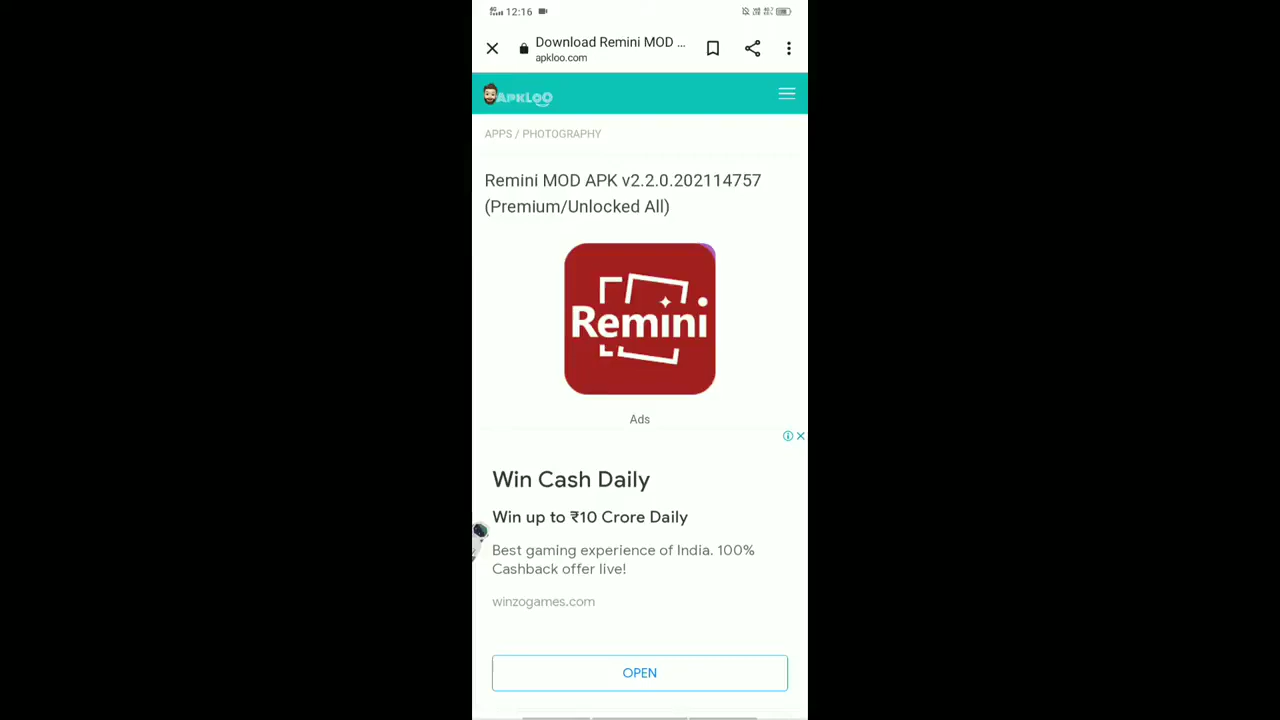 12:16
Download Remini MOD ...
apkloo.com
APKLOO
APPS / PHOTOGRAPHY
Remini MOD APK v2.2.0.202114757
(Premium/Unlocked All)
Remini
Ads
Win Cash Daily
Win up to ₹10 Crore Daily
Best gaming experience of India. 100%
Cashback offer live!
winzogames.com
OPEN